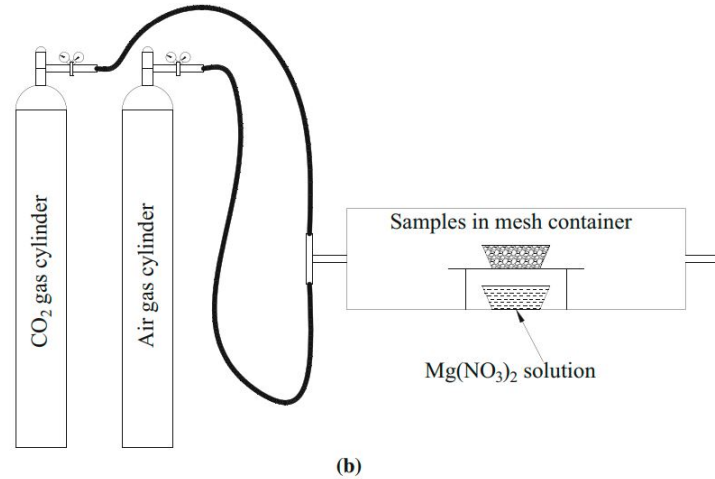 CO₂ gas cylinder
Air gas cylinder
Samples in mesh container
Mg(NO₃)₂ solution
(b)